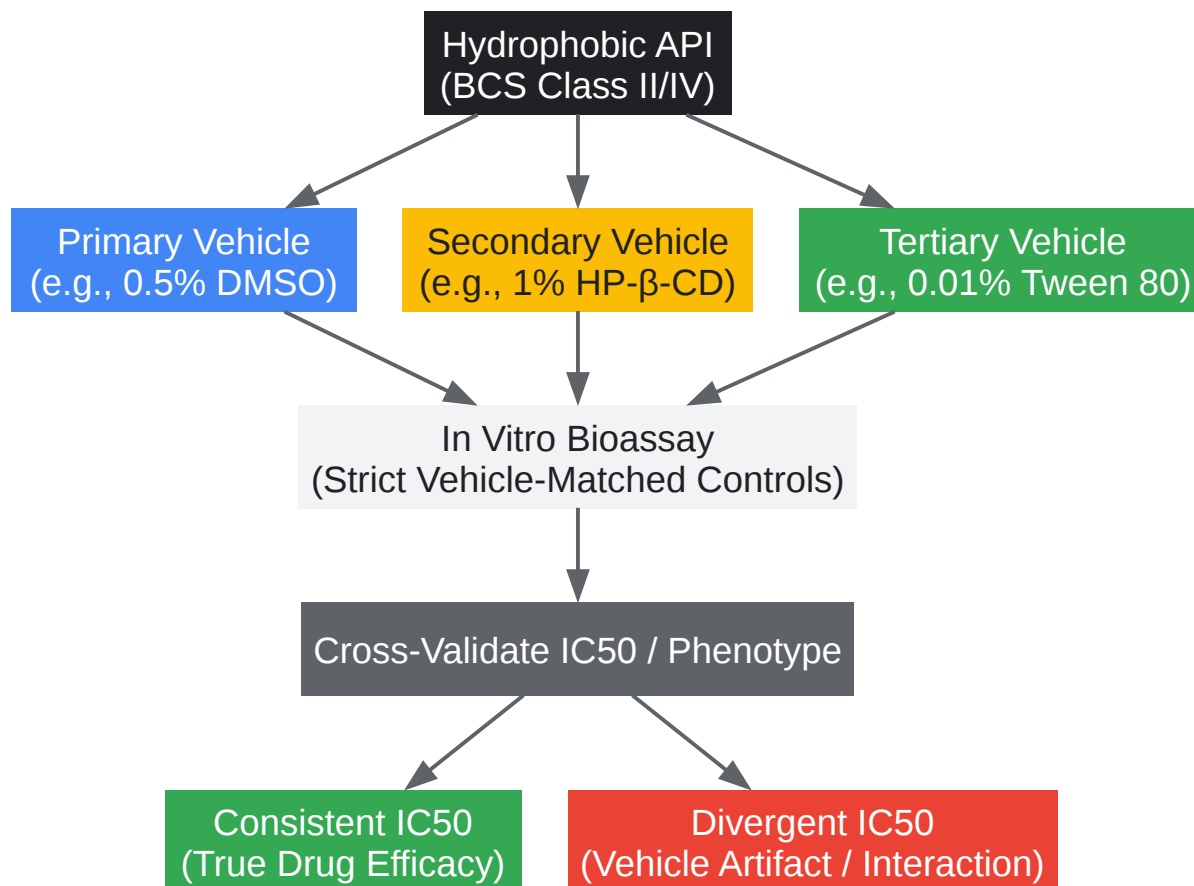 Hydrophobic API
(BCS Class II/IV)
Primary Vehicle
(e.g., 0.5% DMSO)
Secondary Vehicle
(e.g., 1% HP-β-CD)
Tertiary Vehicle
(e.g., 0.01% Tween 80)
In Vitro Bioassay
(Strict Vehicle-Matched Controls)
Cross-Validate IC50 / Phenotype
Consistent IC50
(True Drug Efficacy)
Divergent IC50
(Vehicle Artifact / Interaction)